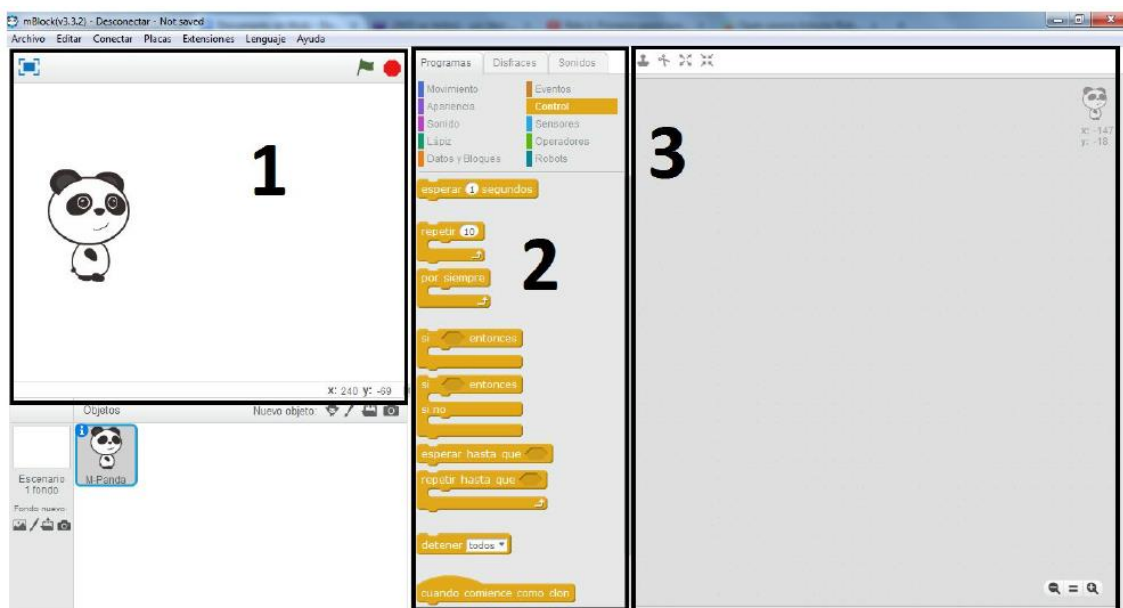 mBlock(v3.3.2) - Desconectar - Not saved
Archivo Editar Conectar Placas Extensiones Lenguaje Ayuda
1
x: 240 y: -69
Objetos Nuevo objeto:
M-Panda
Escenario
1 fondo
Fondo nuevo:
Programas Disfraces Sonidos
Movimiento Eventos
Apariencia Control
Sonido Sensores
Lápiz Operadores
Datos y Bloques Robots
esperar 1 segundos
repetir 10
2
por siempre
si entonces
si entonces
si no
esperar hasta que
repetir hasta que
detener todos
cuando comience como clon
3
x: -147
y: -18